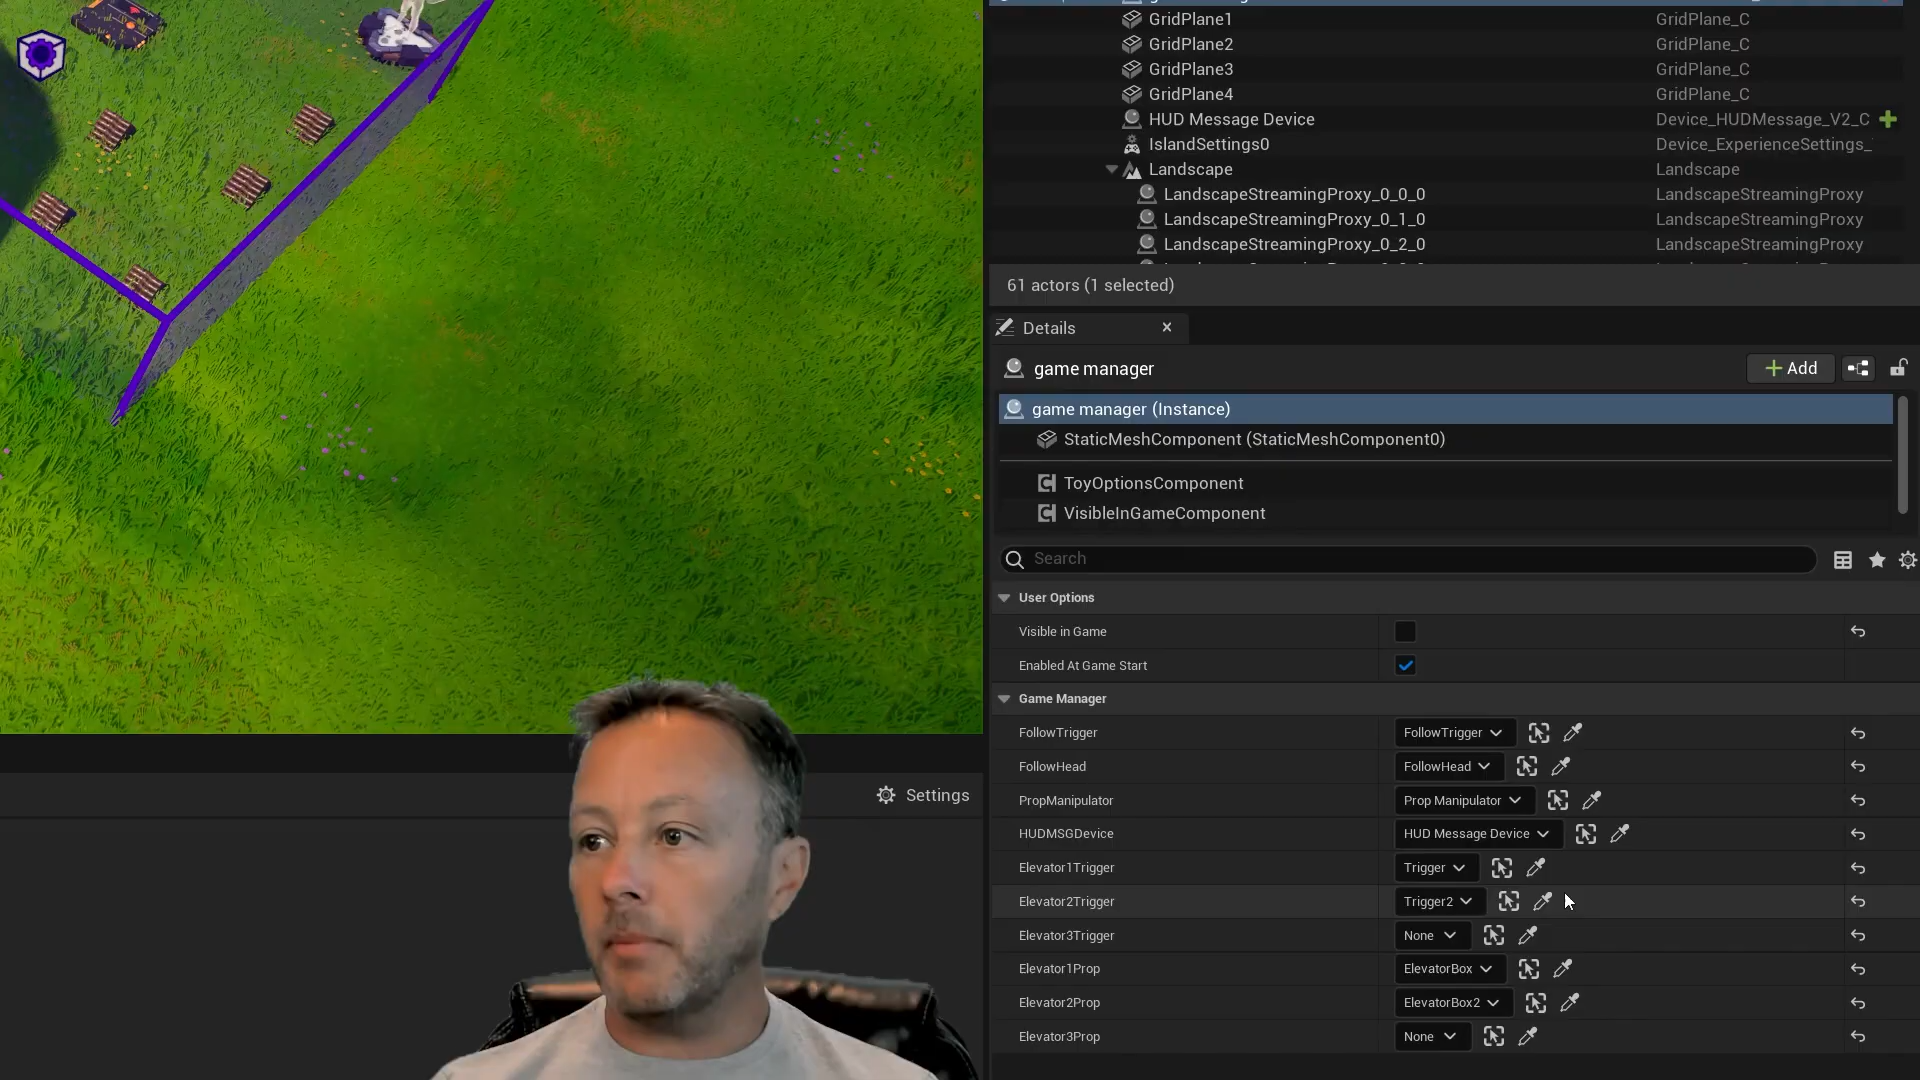 GridPlane1 GridPlane_C
GridPlane2 GridPlane_C
GridPlane3 GridPlane_C
GridPlane4 GridPlane_C
HUD Message Device Device_HUDMessage_V2_C
IslandSettings0 Device_ExperienceSettings_
Landscape Landscape
LandscapeStreamingProxy_0_0_0 LandscapeStreamingProxy
LandscapeStreamingProxy_0_1_0 LandscapeStreamingProxy
LandscapeStreamingProxy_0_2_0 LandscapeStreamingProxy
61 actors (1 selected)
Details
game manager
Add
game manager (Instance)
StaticMeshComponent (StaticMeshComponent0)
ToyOptionsComponent
VisibleInGameComponent
Search
User Options
Visible in Game
Enabled At Game Start
Game Manager
FollowTrigger FollowTrigger
FollowHead FollowHead
PropManipulator Prop Manipulator
HUDMSGDevice HUD Message Device
Elevator1Trigger Trigger
Elevator2Trigger Trigger2
Elevator3Trigger None
Elevator1Prop ElevatorBox
Elevator2Prop ElevatorBox2
Elevator3Prop None
Settings